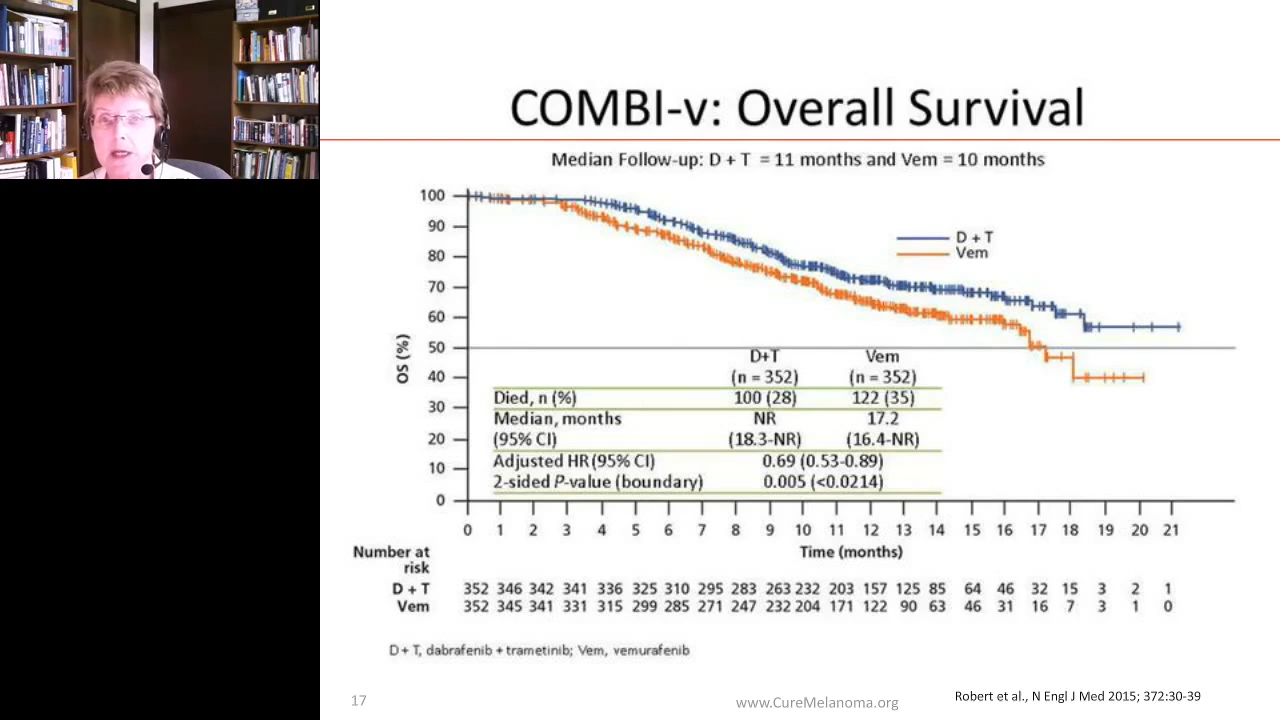 COMBI-v: Overall Survival
Median Follow-up: D + T = 11 months and Vem = 10 months
100
90
80
70
60
50
40
30
20
10
0
OS (%)
D + T
Vem
D+T Vem
(n = 352) (n = 352)
Died, n (%) 100 (28) 122 (35)
Median, months NR 17.2
(95% CI) (18.3-NR) (16.4-NR)
Adjusted HR (95% CI) 0.69 (0.53-0.89)
2-sided P-value (boundary) 0.005 (<0.0214)
0 1 2 3 4 5 6 7 8 9 10 11 12 13 14 15 16 17 18 19 20 21
Time (months)
Number at
risk
D + T 352 346 342 341 336 325 310 295 283 263 232 203 157 125 85 64 46 32 15 3 2 1
Vem 352 345 341 331 315 299 285 271 247 232 204 171 122 90 63 46 31 16 7 3 1 0
D + T, dabrafenib + trametinib; Vem, vemurafenib
17
www.CureMelanoma.org
Robert et al., N Engl J Med 2015; 372:30-39